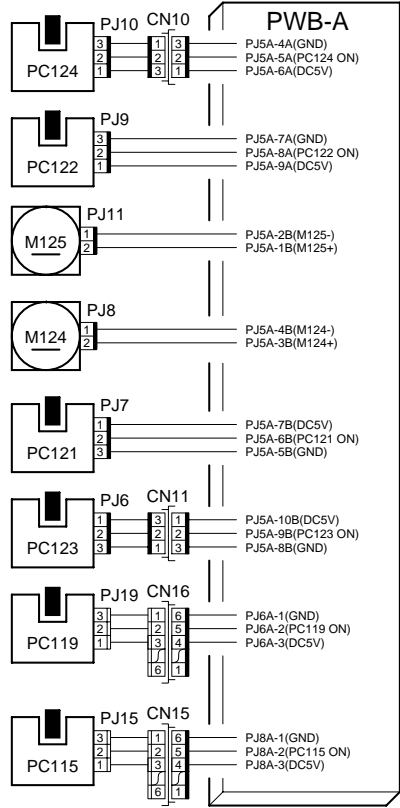 PWB-A
PJ10 CN10
3 1 3 PJ5A-4A(GND)
2 2 2 PJ5A-5A(PC124 ON)
1 3 1 PJ5A-6A(DC5V)
PC124
PJ9
3 PJ5A-7A(GND)
2 PJ5A-8A(PC122 ON)
1 PJ5A-9A(DC5V)
PC122
PJ11
1 PJ5A-2B(M125-)
2 PJ5A-1B(M125+)
M125
PJ8
1 PJ5A-4B(M124-)
2 PJ5A-3B(M124+)
M124
PJ7
1 PJ5A-7B(DC5V)
2 PJ5A-6B(PC121 ON)
3 PJ5A-5B(GND)
PC121
PJ6 CN11
1 3 1 PJ5A-10B(DC5V)
2 2 2 PJ5A-9B(PC123 ON)
3 1 3 PJ5A-8B(GND)
PC123
PJ19 CN16
3 1 6 PJ6A-1(GND)
2 2 5 PJ6A-2(PC119 ON)
1 3 4 PJ6A-3(DC5V)
PC119
6 1
PJ15 CN15
3 1 6 PJ8A-1(GND)
2 2 5 PJ8A-2(PC115 ON)
1 3 4 PJ8A-3(DC5V)
PC115
6 1